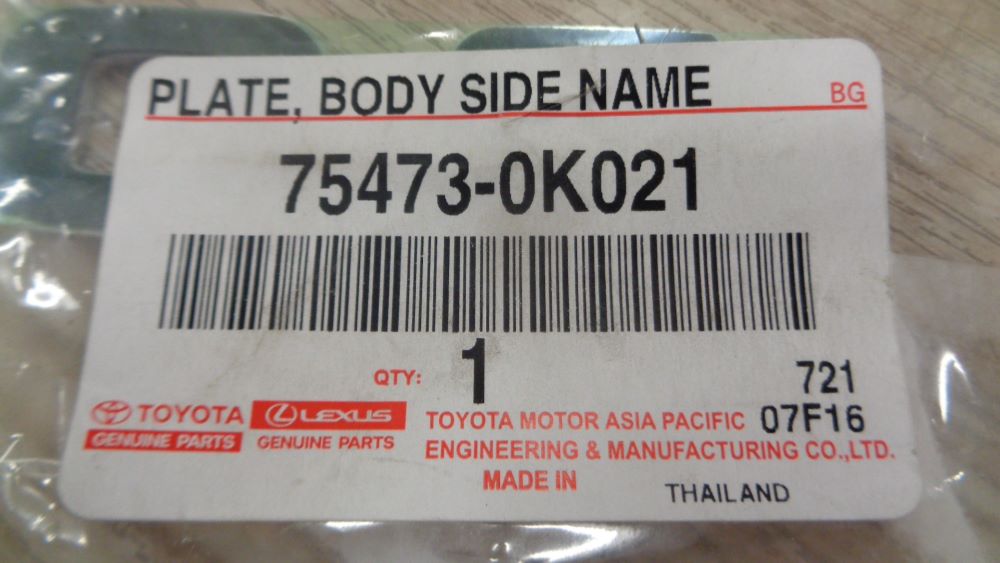 PLATE, BODY SIDE NAME BG
75473-0K021
QTY: 1
721
TOYOTA
GENUINE PARTS
LEXUS
GENUINE PARTS
TOYOTA MOTOR ASIA PACIFIC 07F16
ENGINEERING & MANUFACTURING CO.,LTD.
MADE IN THAILAND